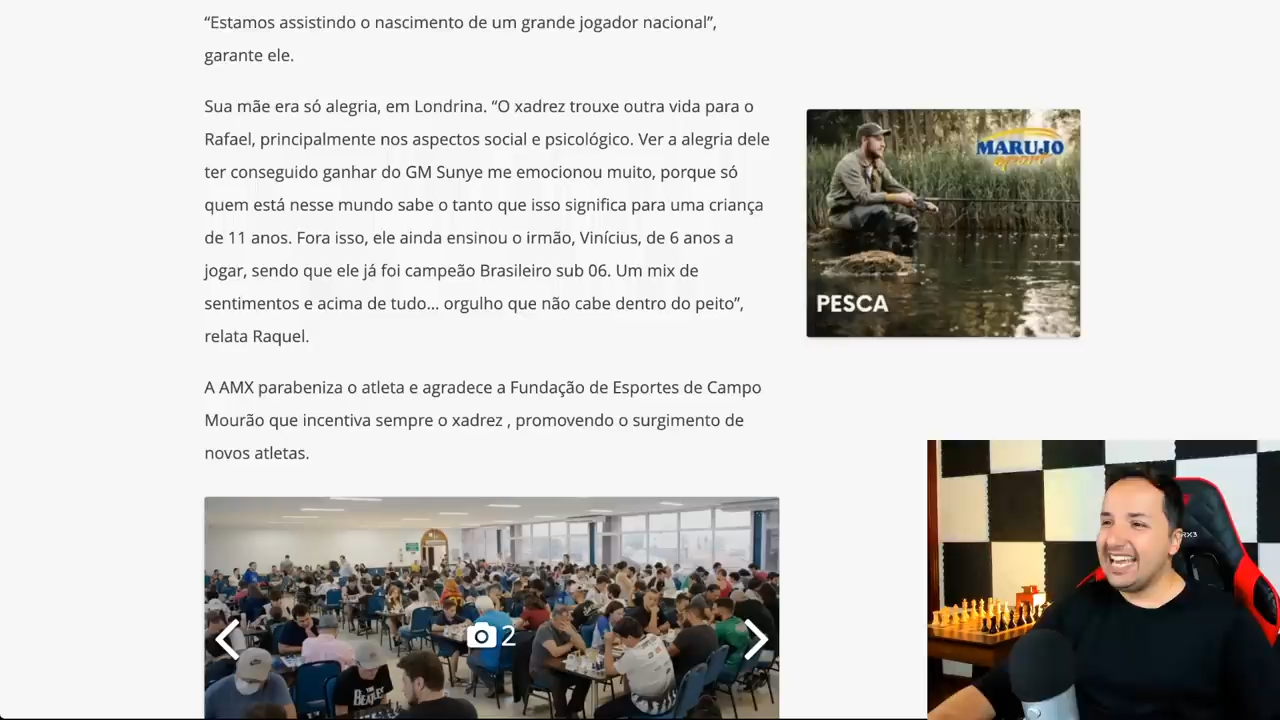 “Estamos assistindo o nascimento de um grande jogador nacional”,
garante ele.
Sua mãe era só alegria, em Londrina. “O xadrez trouxe outra vida para o
Rafael, principalmente nos aspectos social e psicológico. Ver a alegria dele
ter conseguido ganhar do GM Sunye me emocionou muito, porque só
quem está nesse mundo sabe o tanto que isso significa para uma criança
de 11 anos. Fora isso, ele ainda ensinou o irmão, Vinícius, de 6 anos a
jogar, sendo que ele já foi campeão Brasileiro sub 06. Um mix de
sentimentos e acima de tudo... orgulho que não cabe dentro do peito”,
relata Raquel.
A AMX parabeniza o atleta e agradece a Fundação de Esportes de Campo
Mourão que incentiva sempre o xadrez , promovendo o surgimento de
novos atletas.
MARUJO
sport
PESCA
2
THE
BEATLES
RX3